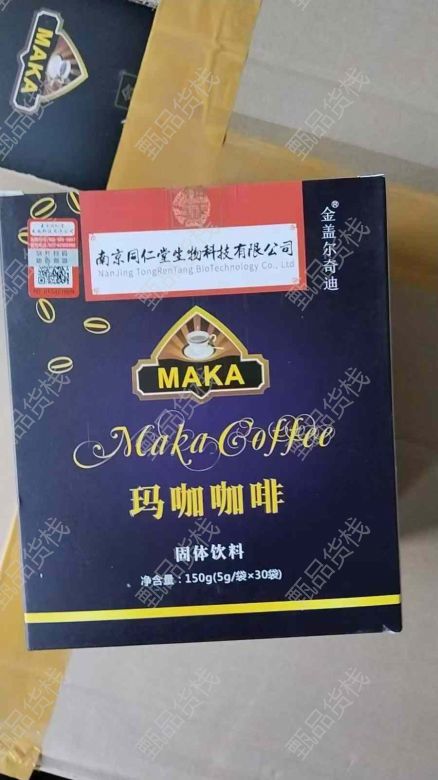 MAKA
南京同仁堂生物科技有限公司
NanJing TongRenTang BioTechnology Co., Ltd
金盖尔奇迪®
MAKA
Maka Coffee
玛咖咖啡
固体饮料
净含量：150g(5g/袋×30袋)
甄品货栈